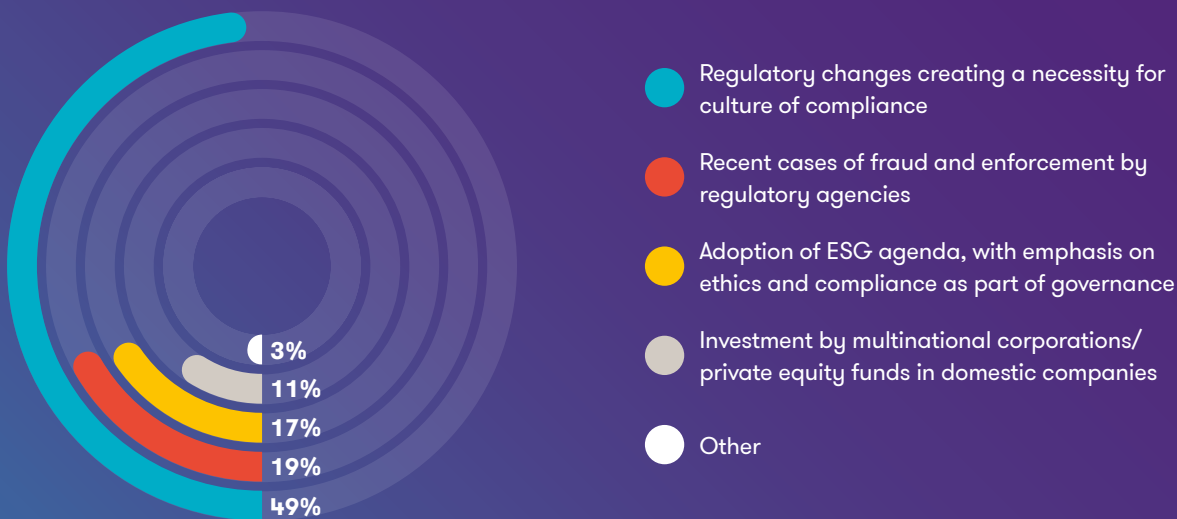 Regulatory changes creating a necessity for
culture of compliance
Recent cases of fraud and enforcement by
regulatory agencies
Adoption of ESG agenda, with emphasis on
ethics and compliance as part of governance
Investment by multinational corporations/
private equity funds in domestic companies
Other
3%
11%
17%
19%
49%